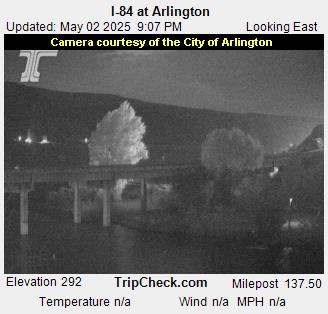 I-84 at Arlington
Updated: May 02 2025 9:07 PM Looking East
Camera courtesy of the City of Arlington
Elevation 292 TripCheck.com Milepost 137.50
Temperature n/a Wind n/a MPH n/a